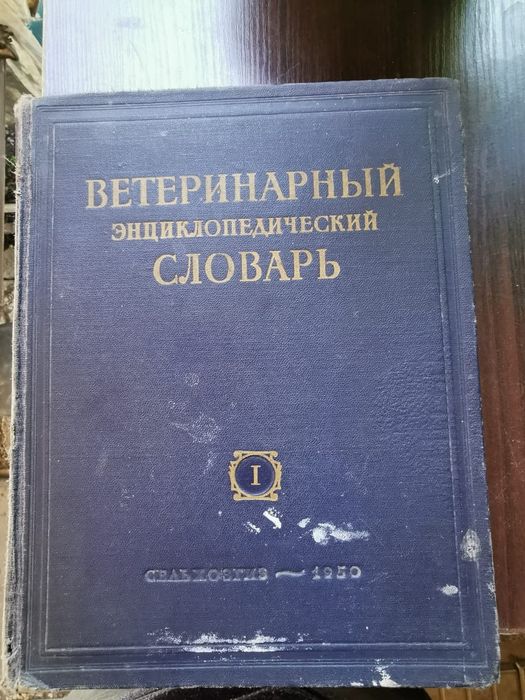 ВЕТЕРИНАРНЫЙ
ЭНЦИКЛОПЕДИЧЕСКИЙ
СЛОВАРЬ
I
СЕЛЬХОЗГИЗ — 1950